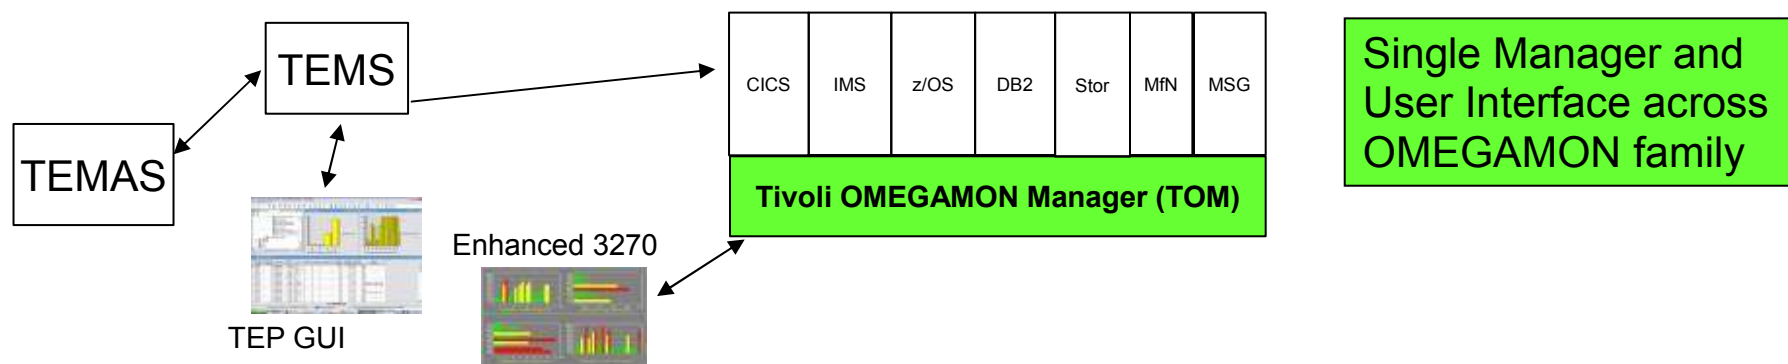 TEMS
TEMAS
TEP GUI
Enhanced 3270
CICS
IMS
z/OS
DB2
Stor
MfN
MSG
Tivoli OMEGAMON Manager (TOM)
Single Manager and
User Interface across
OMEGAMON family